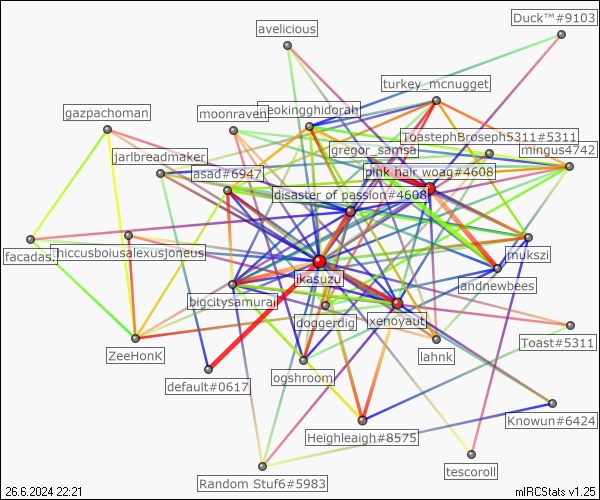 Duck™#9103
avelicious
turkey_mcnugget
gazpachoman
moonraven
eokingghidorah
ToastephBroseph5311#5311
gregor_samsa
mingus4742
jarlbreadmaker
asad#6947
pink hair woag#4608
disaster of passion#4608
facadas..
hiccusboiusalexusjoneus
mukszi
ikasuzu
andnewbees
bigcitysamurai
doggerdig
xenoyaut
ZeeHonK
lahnk
Toast#5311
default#0617
ogshroom
Knowun#6424
Heighleaigh#8575
tescoroll
Random Stuf6#5983
26.6.2024 22:21
mIRCStats v1.25